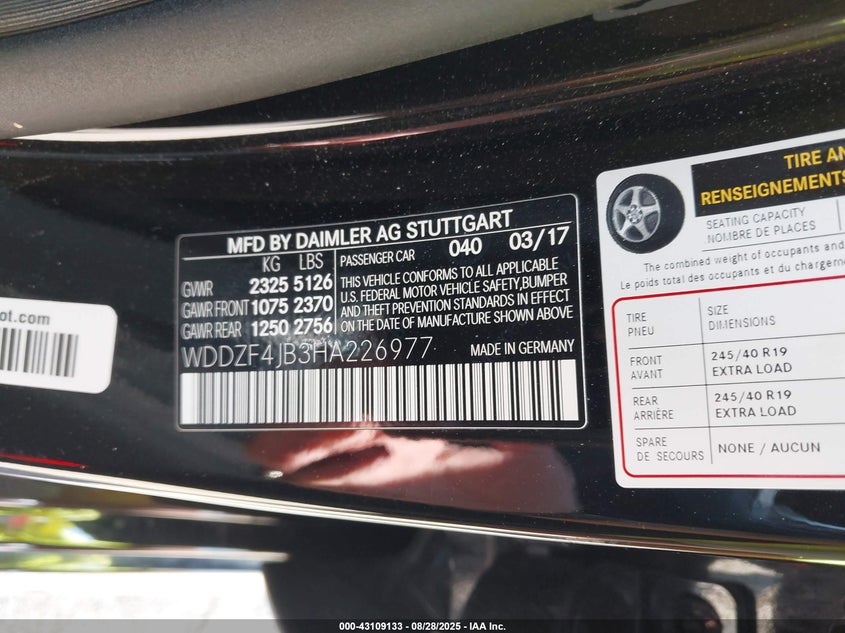 MFD BY DAIMLER AG STUTTGART
KG LBS
GVWR 2325 5126
GAWR FRONT 1075 2370
GAWR REAR 1250 2756
PASSENGER CAR 040 03/17
THIS VEHICLE CONFORMS TO ALL APPLICABLE
U.S. FEDERAL MOTOR VEHICLE SAFETY,BUMPER
AND THEFT PREVENTION STANDARDS IN EFFECT
ON THE DATE OF MANUFACTURE SHOWN ABOVE
WDDZF4JB3HA226977 MADE IN GERMANY
ot.com
TIRE AN
RENSEIGNEMENTS
SEATING CAPACITY
NOMBRE DE PLACES
The combined weight of occupants and
Le poids total des occupants et du chargeme
TIRE
PNEU
SIZE
DIMENSIONS
FRONT
AVANT
245/40 R19
EXTRA LOAD
REAR
ARRIÈRE
245/40 R19
EXTRA LOAD
SPARE
DE SECOURS
NONE / AUCUN
000-43109133 - 08/28/2025 - IAA Inc.